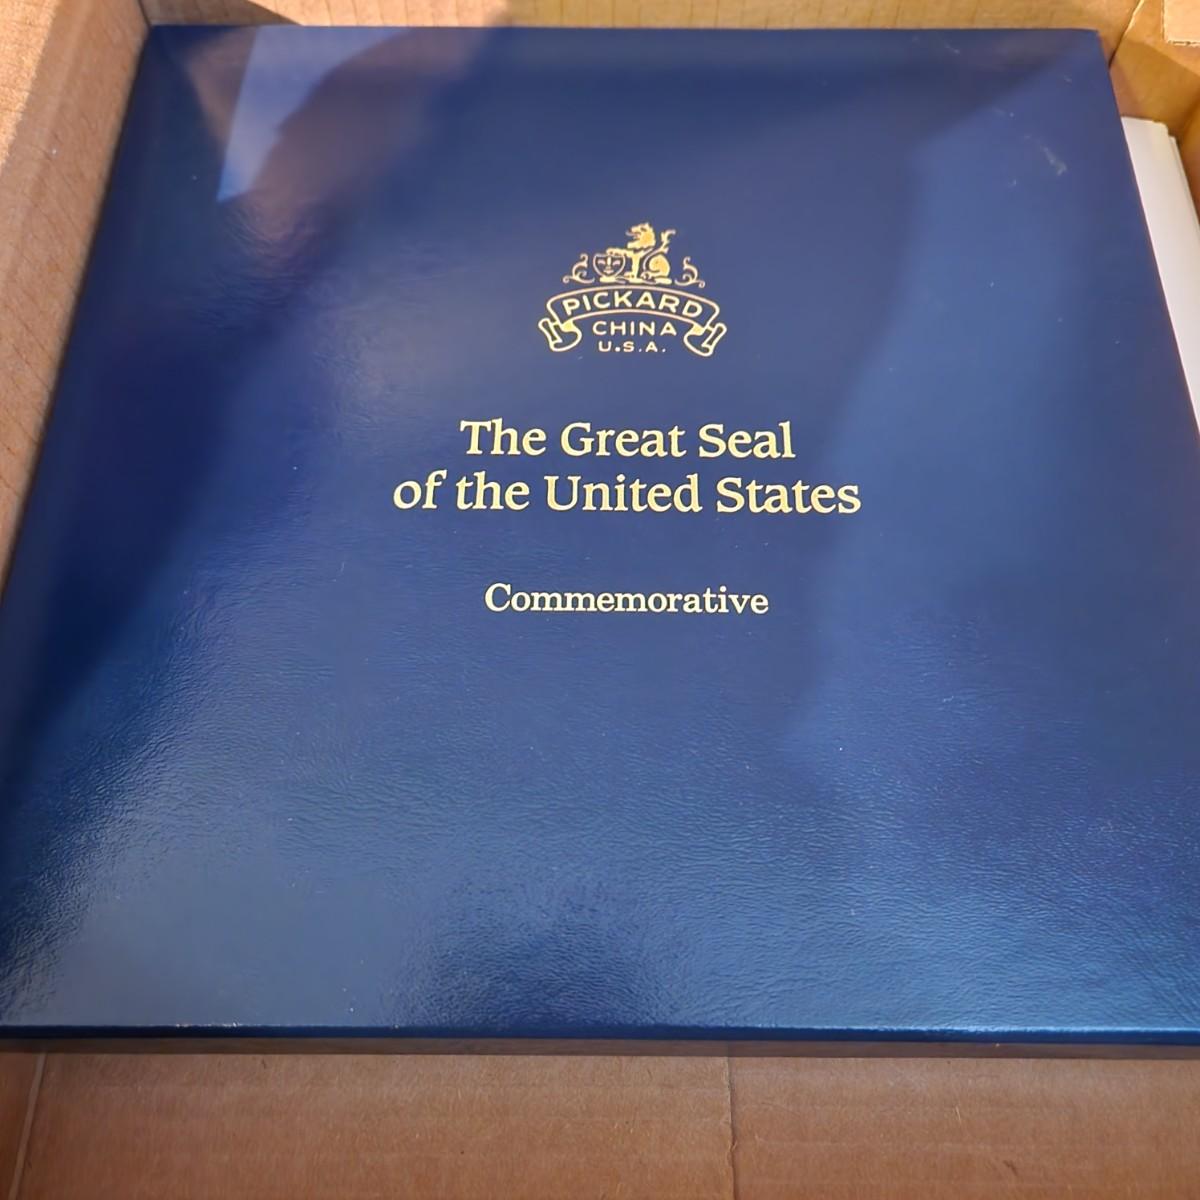 PICKARD
CHINA
U.S.A.
The Great Seal
of the United States
Commemorative